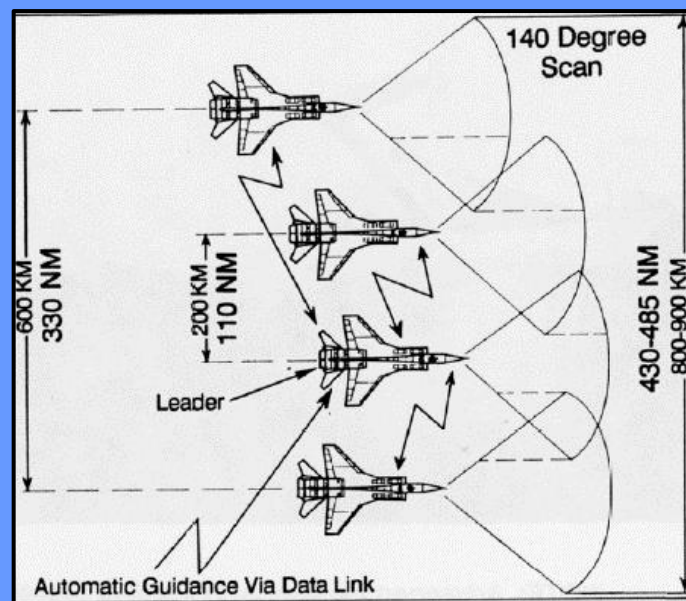 140 Degree
Scan
600 KM
330 NM
200 KM
110 NM
430-485 NM
800-900 KM
Leader
Automatic Guidance Via Data Link